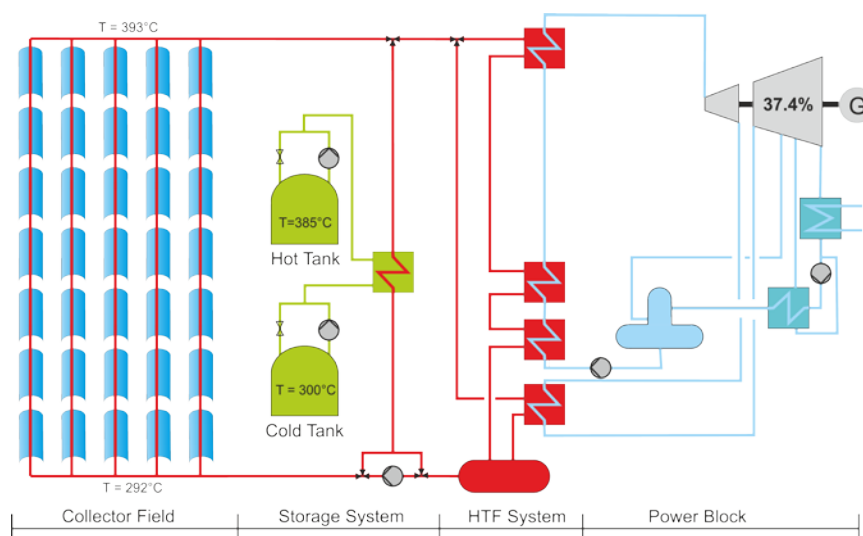 T = 393°C
37.4%
G
T=385°C
Hot Tank
T = 300°C
Cold Tank
T = 292°C
Collector Field
Storage System
HTF System
Power Block